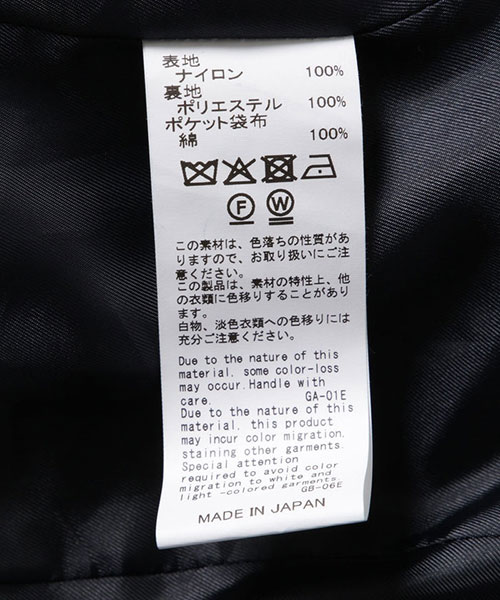 表地
ナイロン 100%
裏地
ポリエステル 100%
ポケット袋布
綿 100%
F W
この素材は、色落ちの性質があ
りますので、お取り扱いにご注
意ください。
この製品は、素材の特性上、他
の衣類に色移りすることがあり
ます。
白物、淡色衣類への色移りには
充分ご注意ください。
Due to the nature of this
material, some color-loss
may occur.Handle with
care. GA-01E
Due to the nature of this
material, this product
may incur color migration,
staining other garments.
Special attention
required to avoid color
migration to white and
light -colored garments.
GB-06E
MADE IN JAPAN